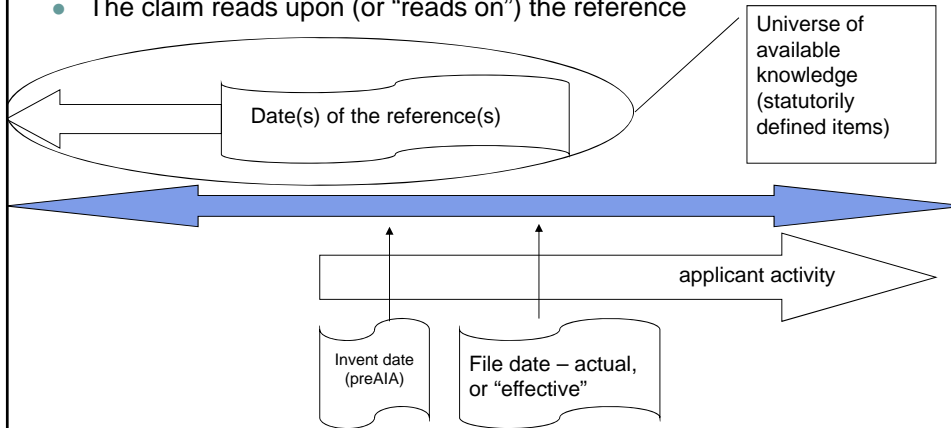 • The claim reads upon (or “reads on”) the reference
Universe of
available
knowledge
(statutorily
defined items)
Date(s) of the reference(s)
applicant activity
Invent date
(preAIA)
File date – actual,
or “effective”